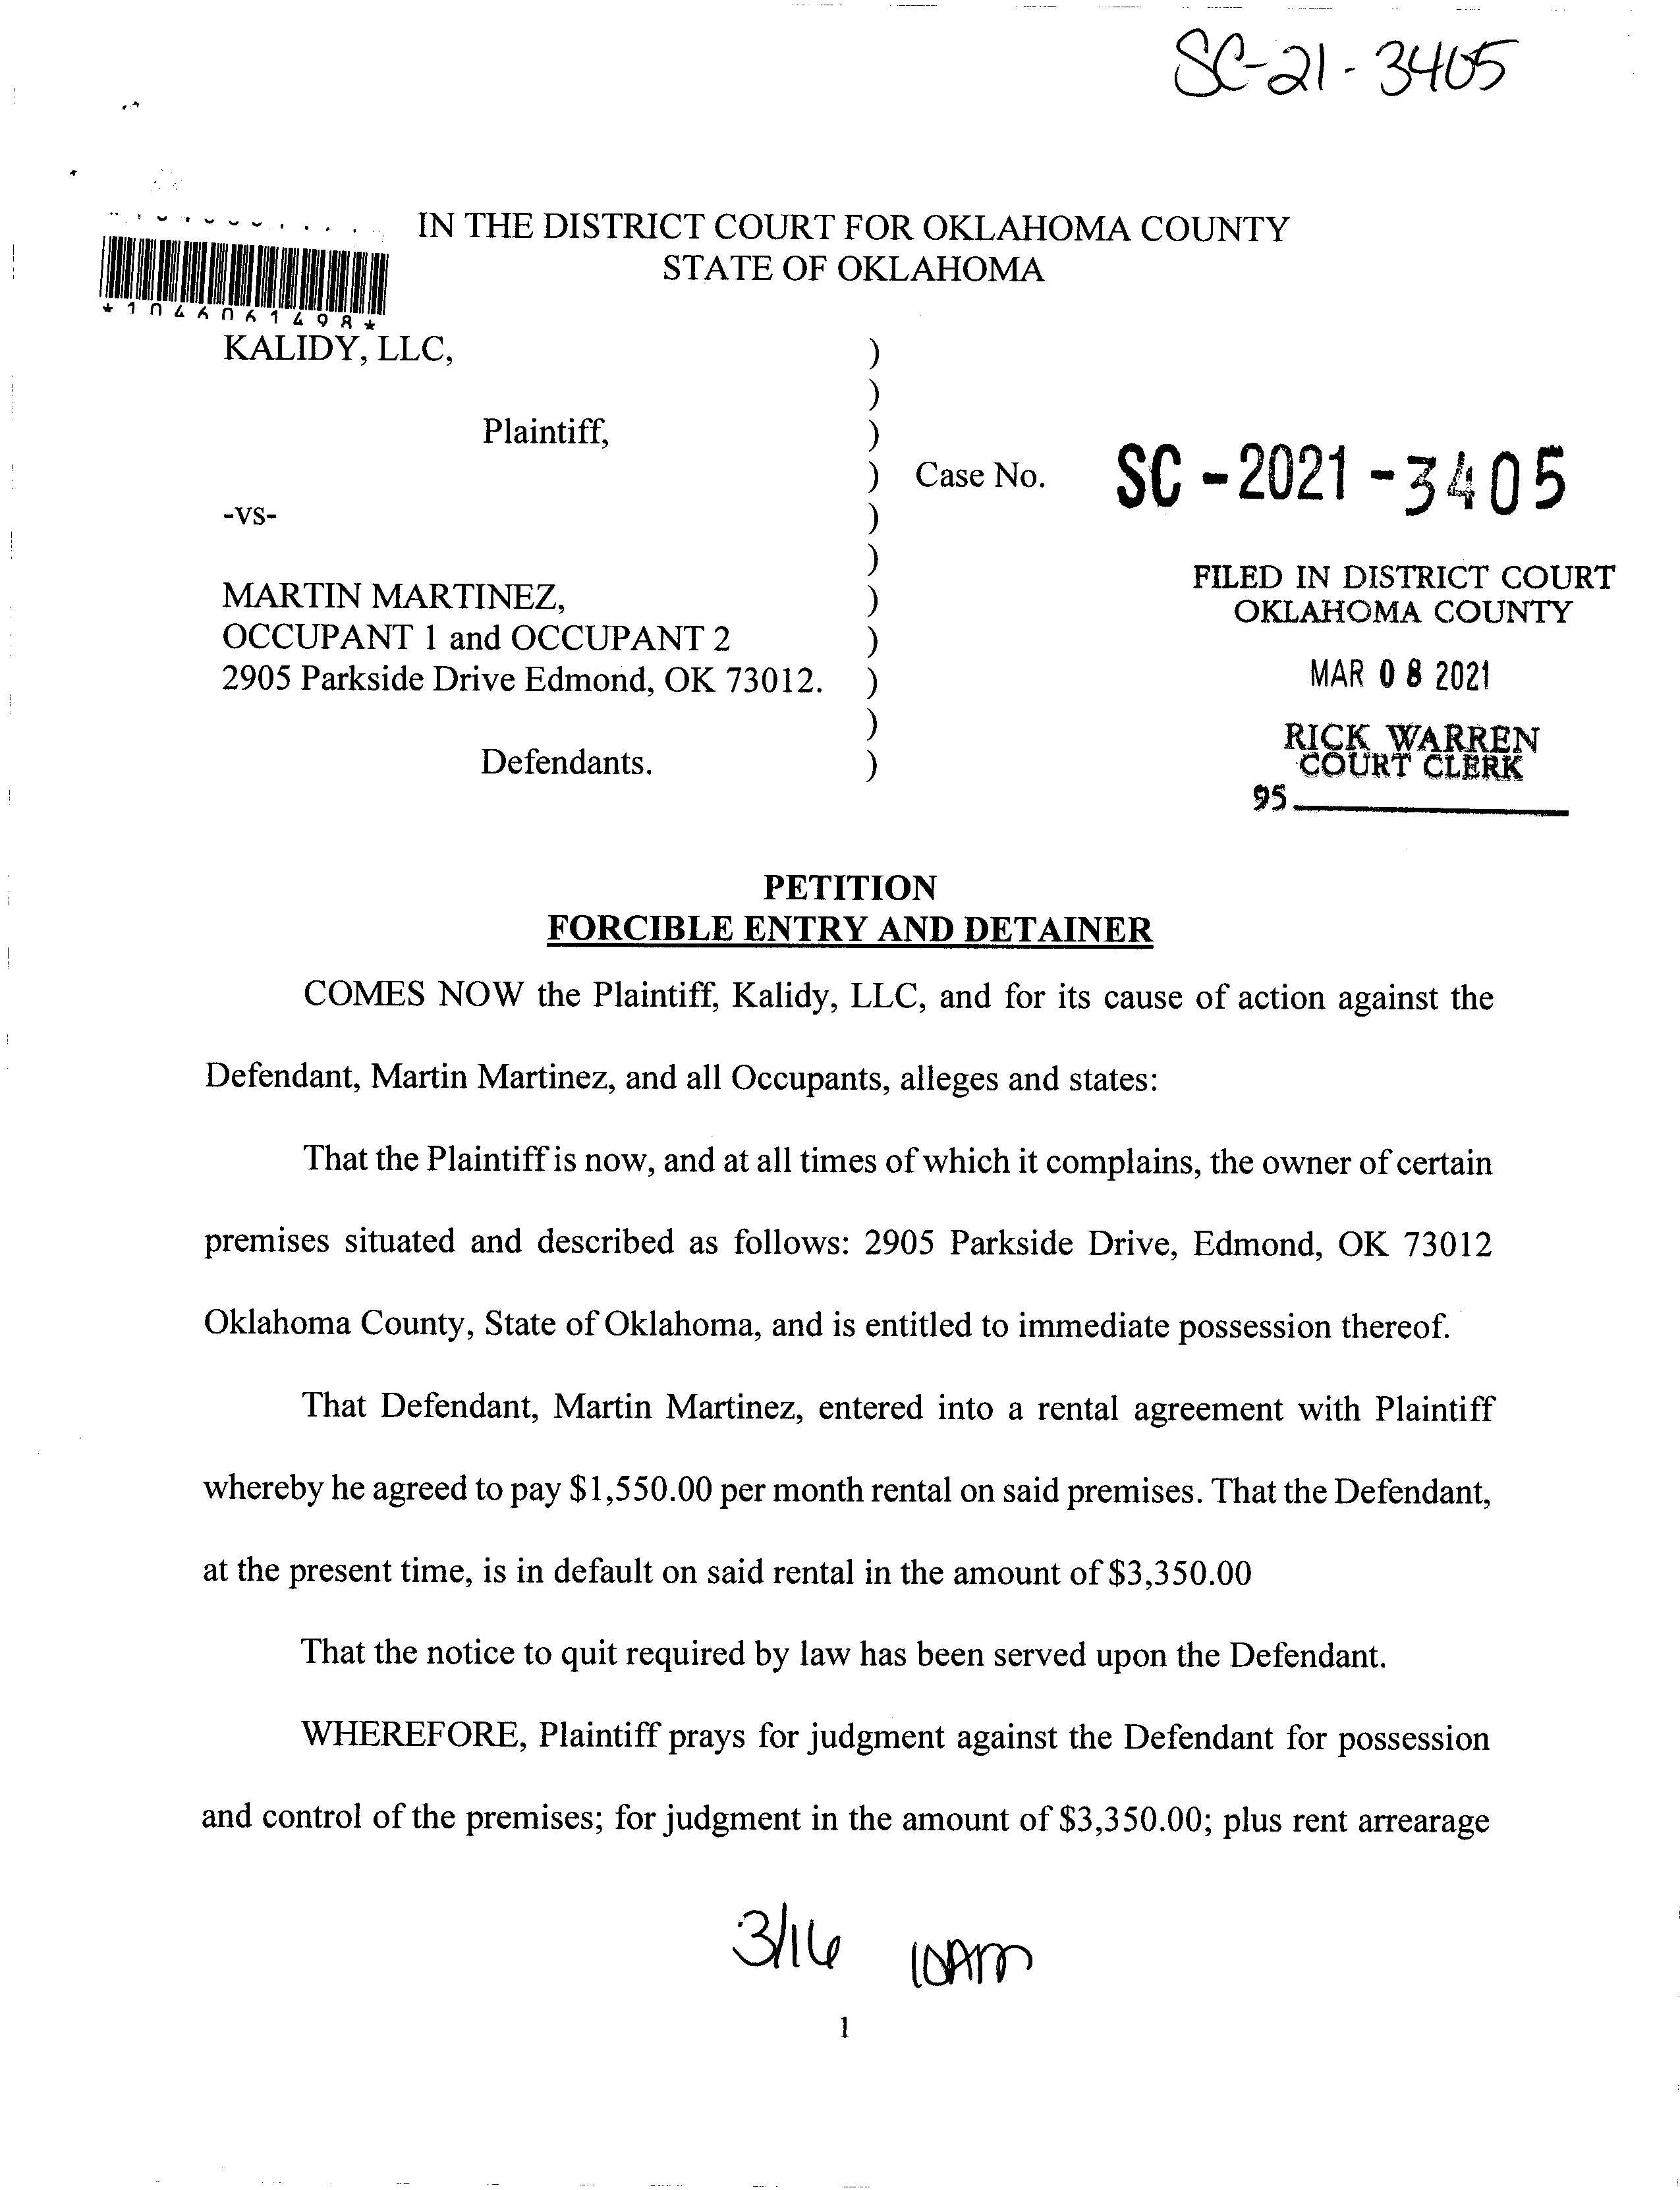 SC-21-3405
IN THE DISTRICT COURT FOR OKLAHOMA COUNTY
STATE OF OKLAHOMA
*1046061498*
KALIDY, LLC, )
)
Plaintiff, )
) Case No. SC-2021-3405
-vs- )
)
MARTIN MARTINEZ, )
OCCUPANT 1 and OCCUPANT 2 )
2905 Parkside Drive Edmond, OK 73012. )
)
Defendants. )
FILED IN DISTRICT COURT
OKLAHOMA COUNTY
MAR 08 2021
RICK WARREN
COURT CLERK
95
PETITION
FORCIBLE ENTRY AND DETAINER
COMES NOW the Plaintiff, Kalidy, LLC, and for its cause of action against the
Defendant, Martin Martinez, and all Occupants, alleges and states:
That the Plaintiff is now, and at all times of which it complains, the owner of certain
premises situated and described as follows: 2905 Parkside Drive, Edmond, OK 73012
Oklahoma County, State of Oklahoma, and is entitled to immediate possession thereof.
That Defendant, Martin Martinez, entered into a rental agreement with Plaintiff
whereby he agreed to pay $1,550.00 per month rental on said premises. That the Defendant,
at the present time, is in default on said rental in the amount of $3,350.00
That the notice to quit required by law has been served upon the Defendant.
WHEREFORE, Plaintiff prays for judgment against the Defendant for possession
and control of the premises; for judgment in the amount of $3,350.00; plus rent arrearage
3/16 10AM
1